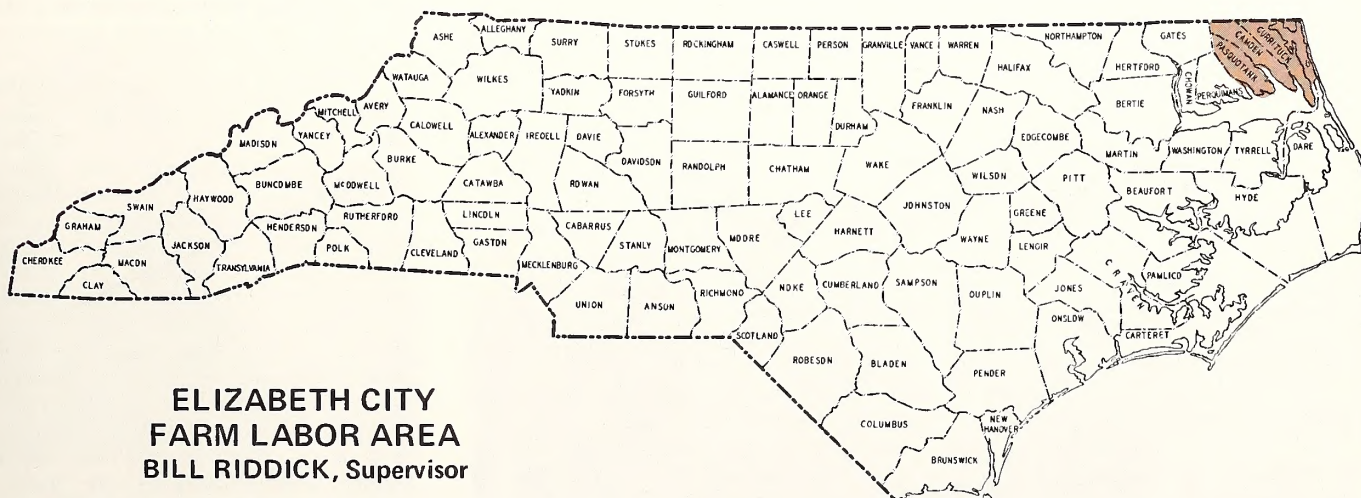 ASHE
ALLEGHANY
SURRY
STOKES
ROCKINGHAM
CASWELL
PERSON
GRANVILLE
VANCE
WARREN
NORTHAMPTON
GATES
CURRITUCK
CAMDEN
PASQUOTANK
HALIFAX
HERTFORD
CHOWAN
PERQUIMANS
WATAUGA
WILKES
YADKIN
FORSYTH
GUILFORD
ALAMANCE
ORANGE
DURHAM
FRANKLIN
NASH
BERTIE
MITCHELL
AVERY
CALDWELL
ALEXANDER
IREDELL
DAVIE
DAVIDSON
EDGECOMBE
MADISON
YANCEY
BURKE
RANDOLPH
CHATHAM
WAKE
WILSON
MARTIN
WASHINGTON
TYRRELL
DARE
SWAIN
HAYWOOD
BUNCOMBE
MCDOWELL
CATAWBA
ROWAN
PITT
BEAUFORT
HYDE
GRAHAM
JACKSON
HENDERSON
RUTHERFORD
LINCOLN
CABARRUS
STANLY
MONTGOMERY
MOORE
LEE
HARNETT
JOHNSTON
WAYNE
GREENE
LENOIR
CHEROKEE
MACON
TRANSYLVANIA
POLK
CLEVELAND
GASTON
MECKLENBURG
CRAVEN
PAMLICO
CLAY
UNION
ANSON
RICHMOND
HOKE
CUMBERLAND
SAMPSON
DUPLIN
JONES
ONSLOW
CARTERET
SCOTLAND
ROBESON
BLADEN
PENDER
COLUMBUS
NEW
HANOVER
BRUNSWICK
ELIZABETH CITY
FARM LABOR AREA
BILL RIDDICK, Supervisor